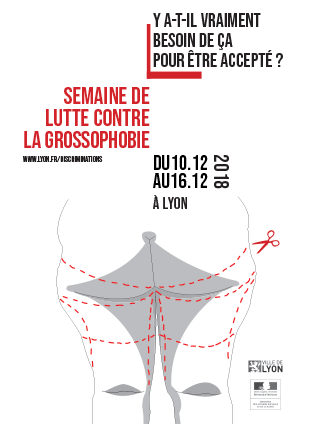 Y A-T-IL VRAIMENT
BESOIN DE ÇA
POUR ÊTRE ACCEPTÉ ?
SEMAINE DE
LUTTE CONTRE
LA GROSSOPHOBIE
WWW.LYON.FR/DISCRIMINATIONS
DU 10.12
AU 16.12
2018
À LYON
VILLE DE
LYON